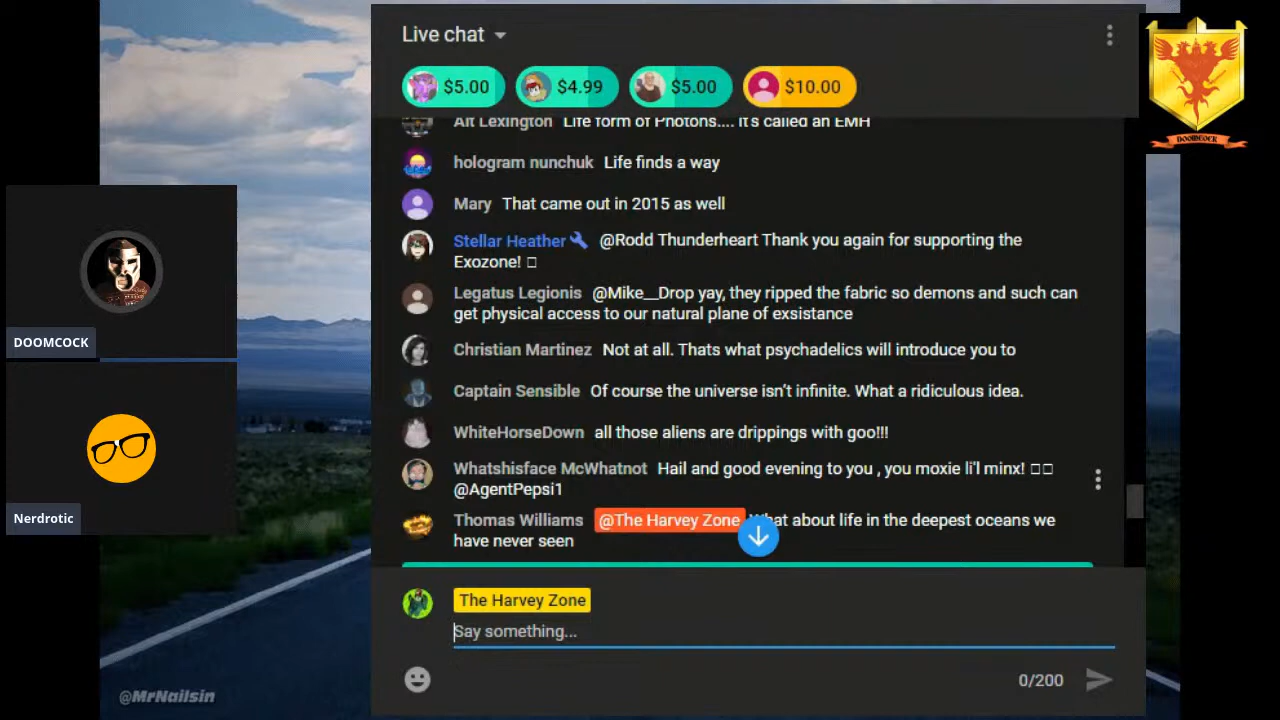 Live chat
$5.00 $4.99 $5.00 $10.00
Alt Lexington Life form of Photons.... It's called an EMH
hologram nunchuk Life finds a way
Mary That came out in 2015 as well
Stellar Heather @Rodd Thunderheart Thank you again for supporting the
Exozone!
Legatus Legionis @Mike__Drop yay, they ripped the fabric so demons and such can
get physical access to our natural plane of exsistance
Christian Martinez Not at all. Thats what psychadelics will introduce you to
Captain Sensible Of course the universe isn't infinite. What a ridiculous idea.
WhiteHorseDown all those aliens are drippings with goo!!!
Whatshisface McWhatnot Hail and good evening to you , you moxie li'l minx!
@AgentPepsi1
Thomas Williams @The Harvey Zone What about life in the deepest oceans we
have never seen
The Harvey Zone
Say something...
0/200
DOOMCOCK
Nerdrotic
DOOMCOCK
@MrNailsin